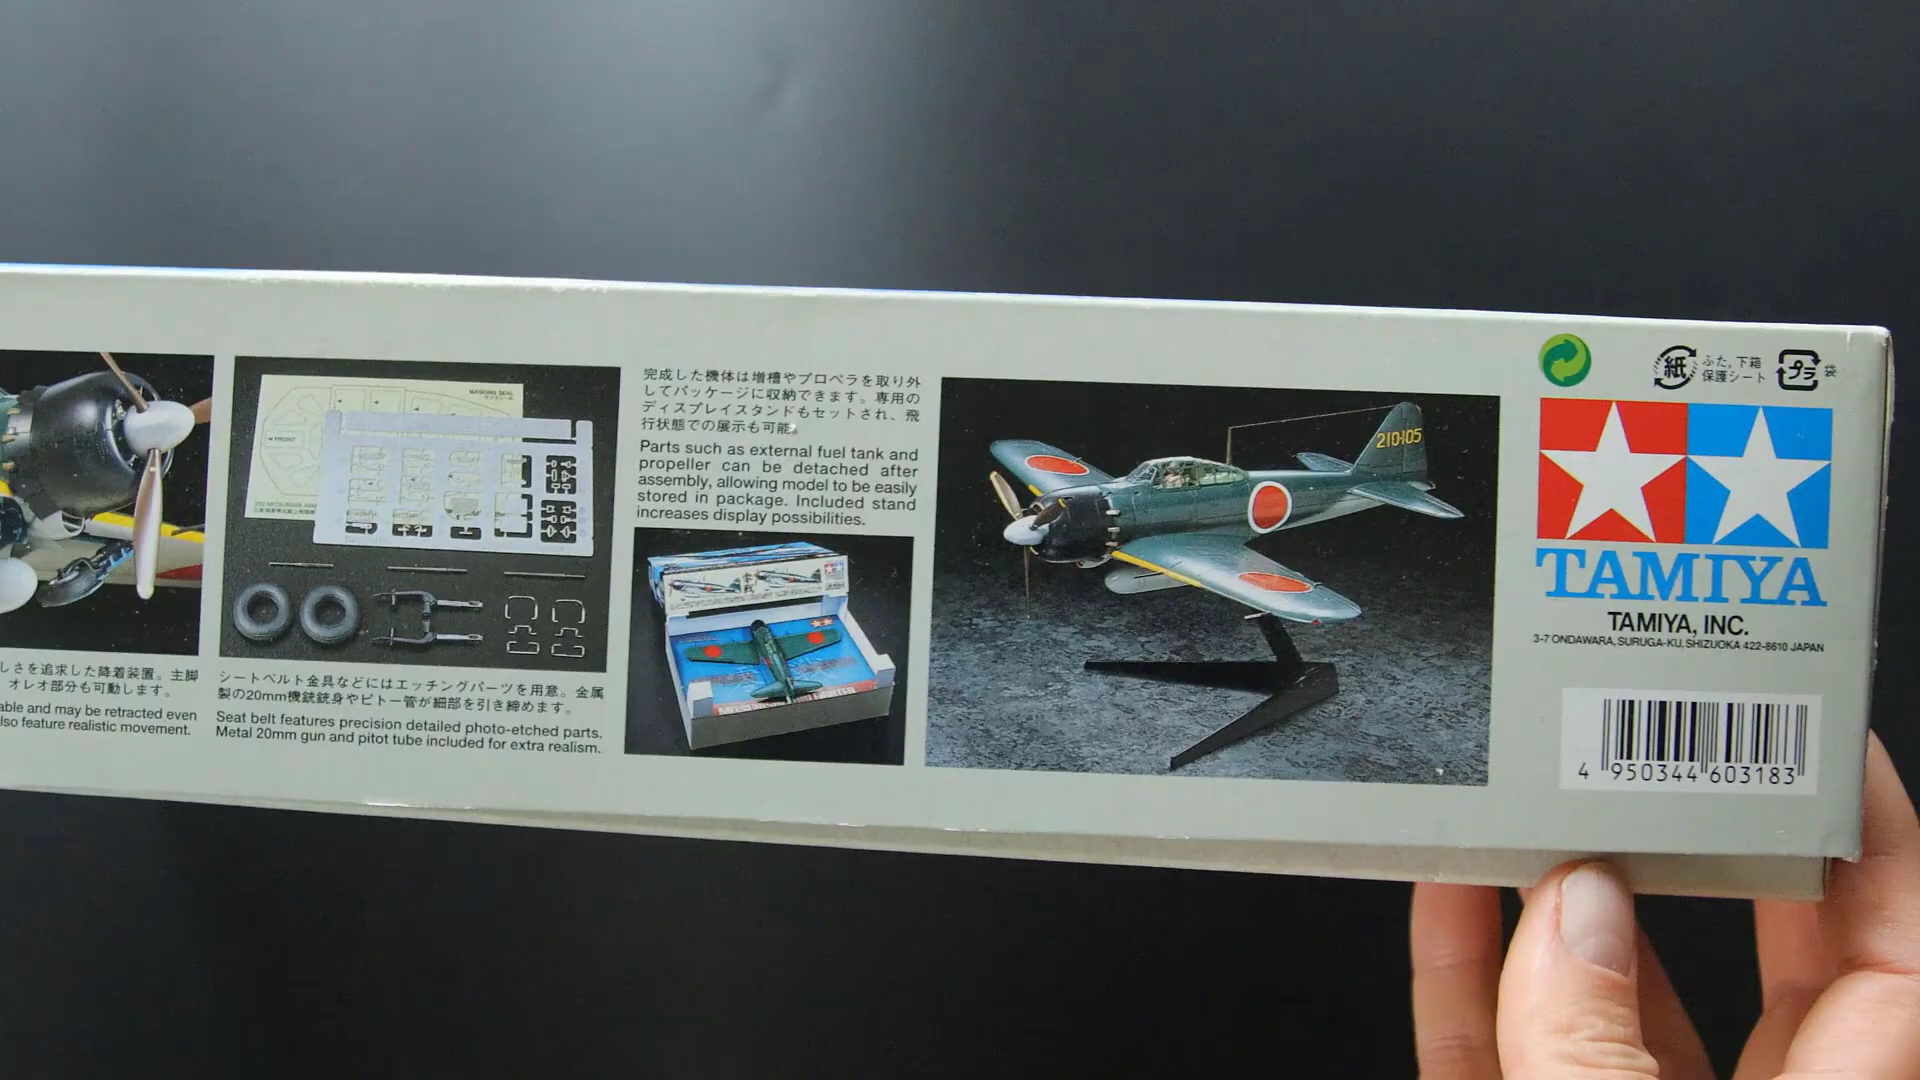 しさを追求した降着装置。主脚
オレオ部分も可動します。
able and may be retracted even
lso feature realistic movement.
MASKING SEAL
FRONT
シートベルト金具などにはエッチングパーツを用意。金属
製の20mm機銃銃身やピトー管が細部を引き締めます。
Seat belt features precision detailed photo-etched parts.
Metal 20mm gun and pitot tube included for extra realism.
完成した機体は増槽やプロペラを取り外
してパッケージに収納できます。専用の
ディスプレイスタンドもセットされ、飛
行状態での展示も可能。
Parts such as external fuel tank and
propeller can be detached after
assembly, allowing model to be easily
stored in package. Included stand
increases display possibilities.
零戦
210-105
紙
ふた, 下箱
保護シート
プラ
袋
TAMIYA
TAMIYA, INC.
3-7 ONDAWARA, SURUGA-KU, SHIZUOKA 422-8610 JAPAN
4 950344 603183